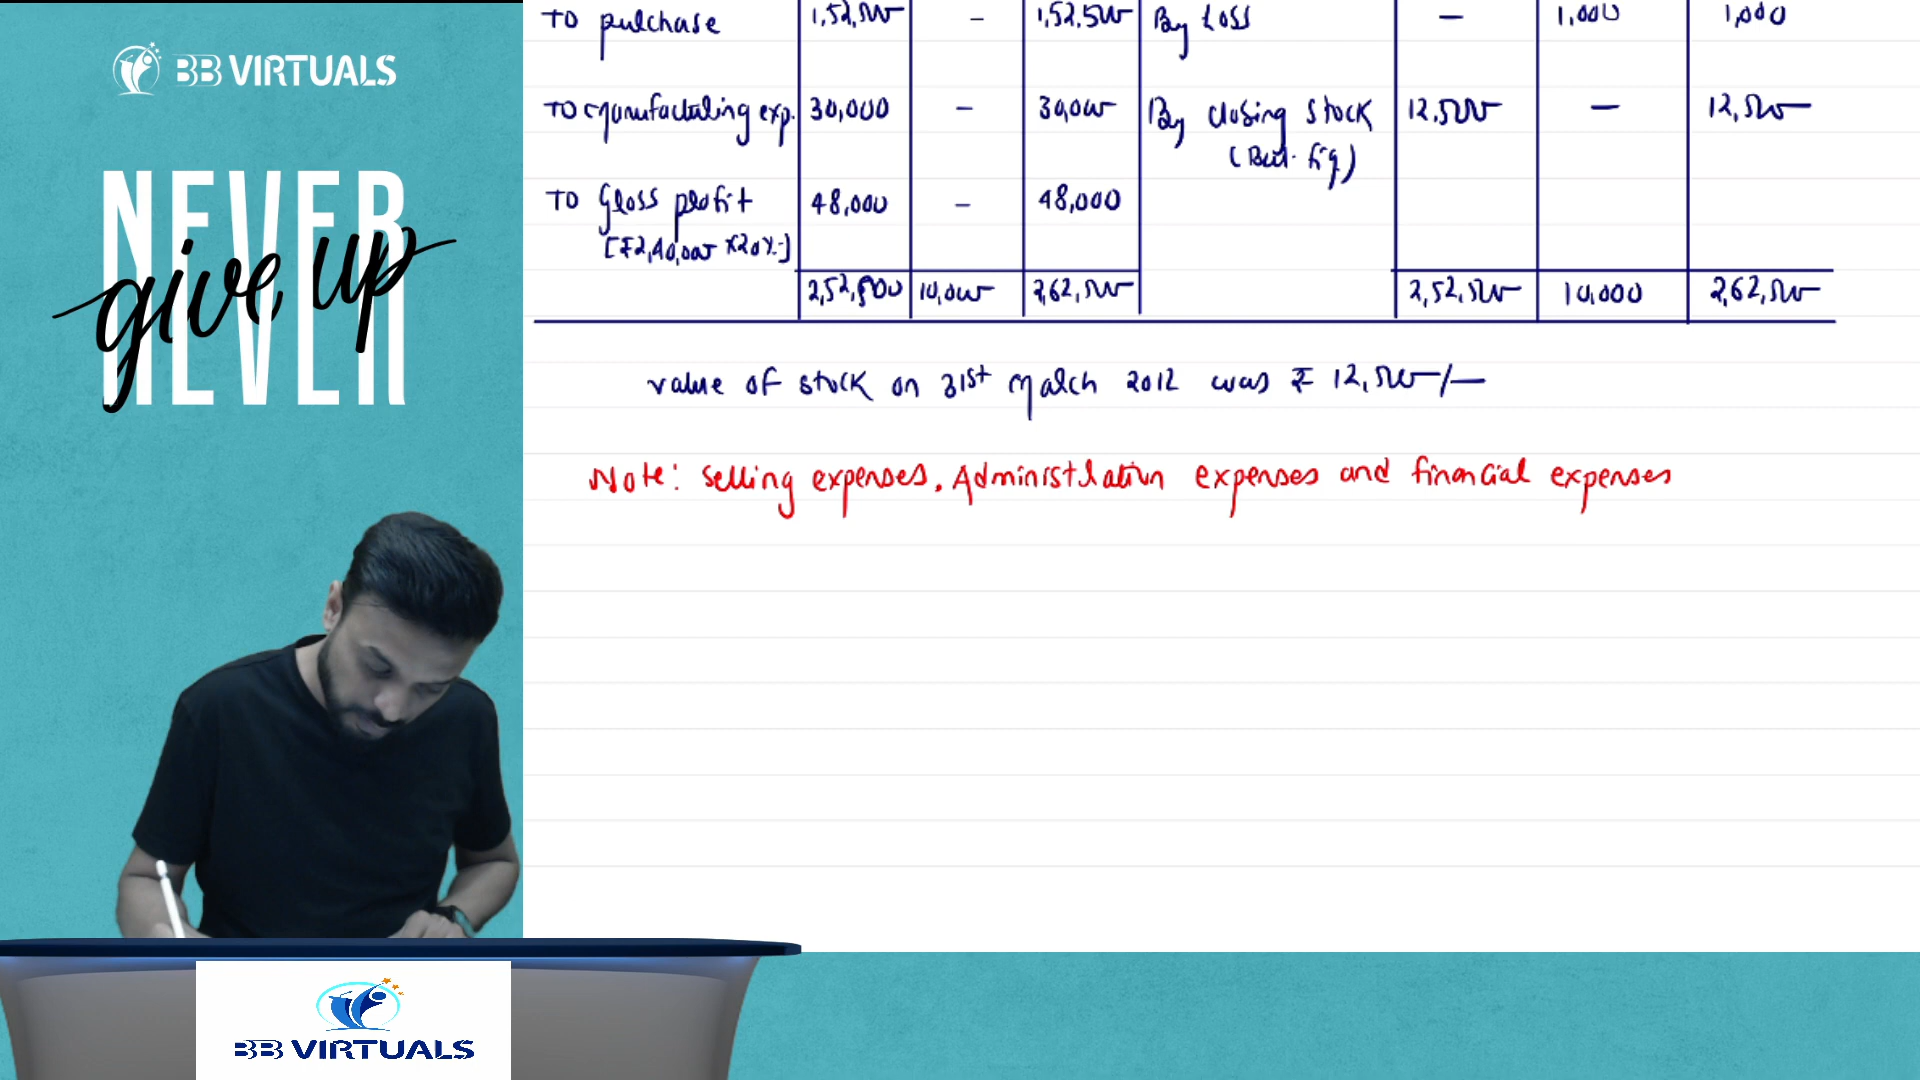 BB VIRTUALS
NEVER
give up
NEVER
To purchase 1,52,500 - 1,52,500 By Loss - 1,000 1,000
To Manufacturing exp. 30,000 - 30,000 By closing stock 12,500 - 12,500
(Bal. fig)
To Gross profit 48,000 - 48,000
[₹2,40,000 x 20%]
2,52,500 10,000 2,62,500 2,52,500 10,000 2,62,500
value of stock on 31st March 2012 was ₹ 12,500/-
Note: Selling expenses, Administration expenses and financial expenses
BB VIRTUALS